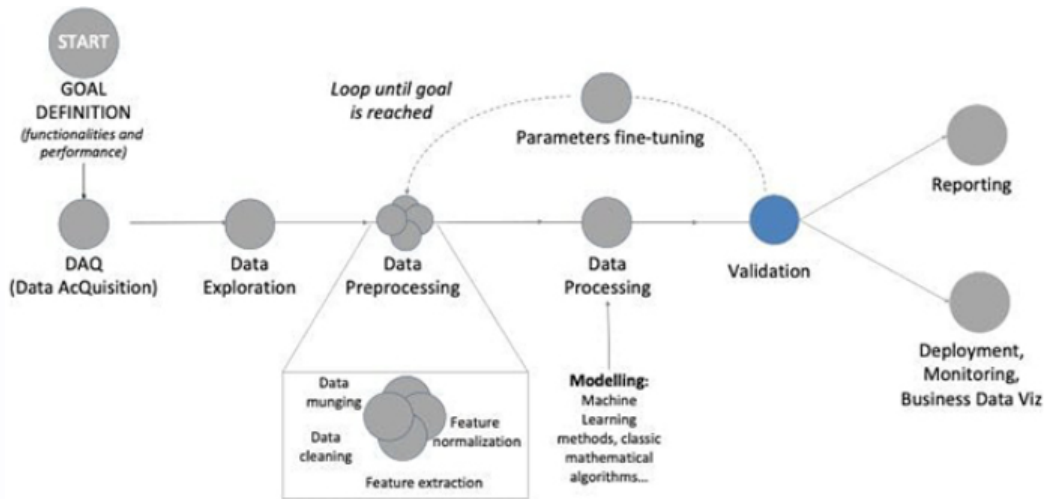 START
GOAL
DEFINITION
(functionalities and
performance)
Loop until goal
is reached
Parameters fine-tuning
Reporting
DAQ
(Data AcQuisition)
Data
Exploration
Data
Preprocessing
Data
Processing
Validation
Deployment,
Monitoring,
Business Data Viz
Data
munging
Data
cleaning
Feature
normalization
Feature extraction
Modelling:
Machine
Learning
methods, classic
mathematical
algorithms...